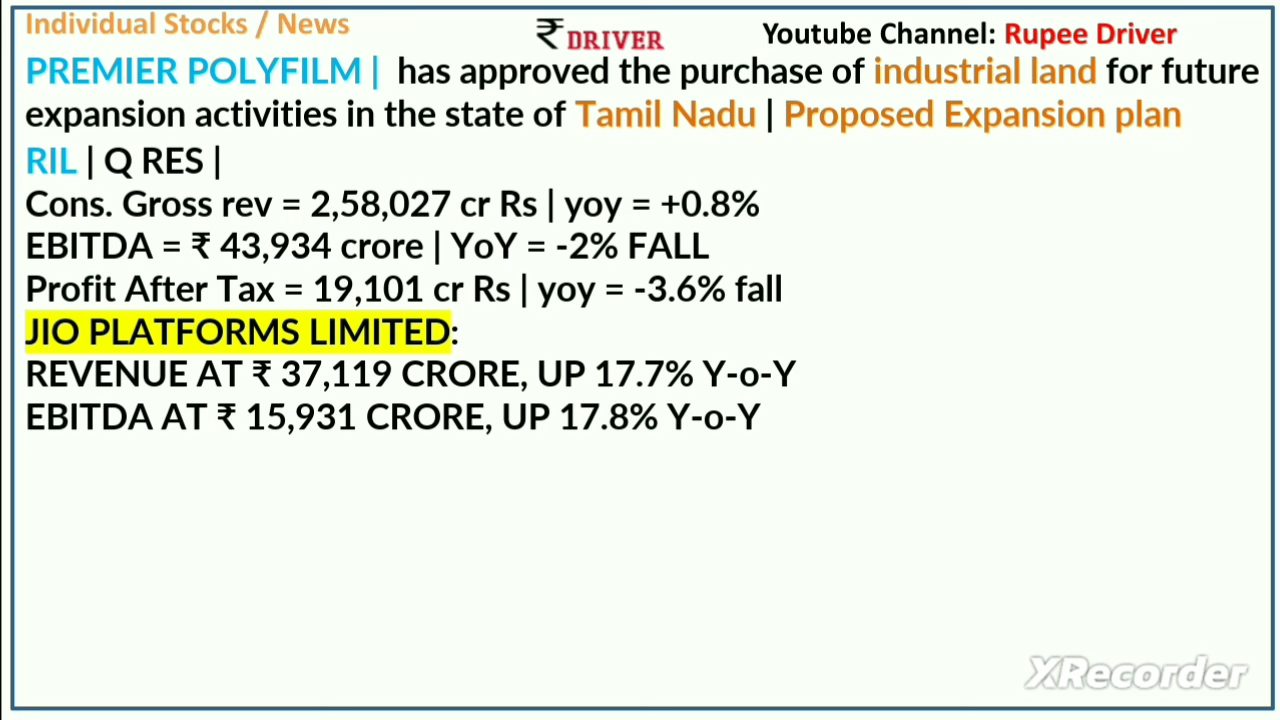 Individual Stocks / News
₹ DRIVER
Youtube Channel: Rupee Driver
PREMIER POLYFILM | has approved the purchase of industrial land for future
expansion activities in the state of Tamil Nadu | Proposed Expansion plan
RIL | Q RES |
Cons. Gross rev = 2,58,027 cr Rs | yoy = +0.8%
EBITDA = ₹ 43,934 crore | YoY = -2% FALL
Profit After Tax = 19,101 cr Rs | yoy = -3.6% fall
JIO PLATFORMS LIMITED:
REVENUE AT ₹ 37,119 CRORE, UP 17.7% Y-o-Y
EBITDA AT ₹ 15,931 CRORE, UP 17.8% Y-o-Y
XRecorder